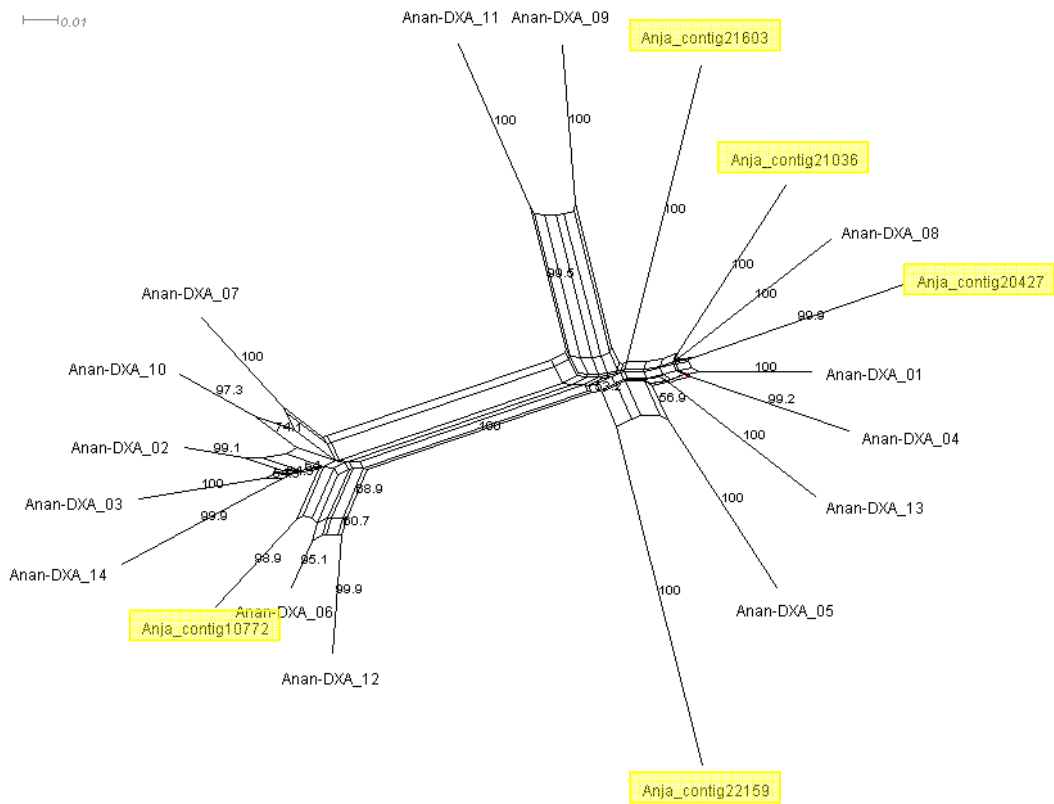 0.01
Anan-DXA_11
Anan-DXA_09
Anja_contig21603
100
100
Anja_contig21036
100
Anan-DXA_08
99.5
100
Anja_contig20427
Anan-DXA_07
100
99.9
100
Anan-DXA_10
100
Anan-DXA_01
97.3
99.2
56.9
74.1
100
Anan-DXA_04
Anan-DXA_02
99.1
100
68.9
Anan-DXA_03
100
100
Anan-DXA_13
99.9
60.7
98.9
95.1
Anan-DXA_14
99.9
100
Anan-DXA_06
Anan-DXA_05
Anja_contig10772
Anan-DXA_12
Anja_contig22159